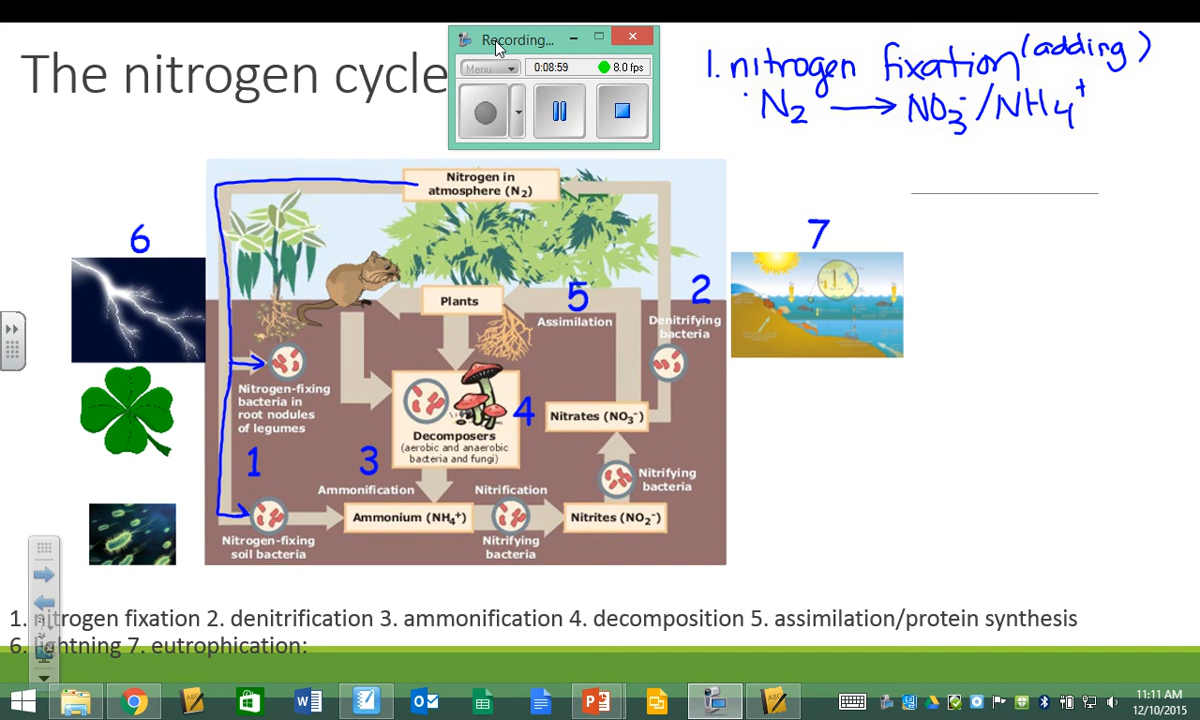 The nitrogen cycle
Recording...
Menu
0:08:59
8.0 fps
1. nitrogen fixation (adding)
N2 → NO3-/NH4+
Nitrogen in
atmosphere (N2)
6
7
Plants
5
Assimilation
2
Denitrifying
bacteria
Nitrogen-fixing
bacteria in
root nodules
of legumes
4
Decomposers
(aerobic and anaerobic
bacteria and fungi)
Nitrates (NO3-)
1
3
Ammonification
Nitrification
Nitrifying
bacteria
Ammonium (NH4+)
Nitrites (NO2-)
Nitrogen-fixing
soil bacteria
Nitrifying
bacteria
1. nitrogen fixation 2. denitrification 3. ammonification 4. decomposition 5. assimilation/protein synthesis
6. lightning 7. eutrophication:
11:11 AM
12/10/2015